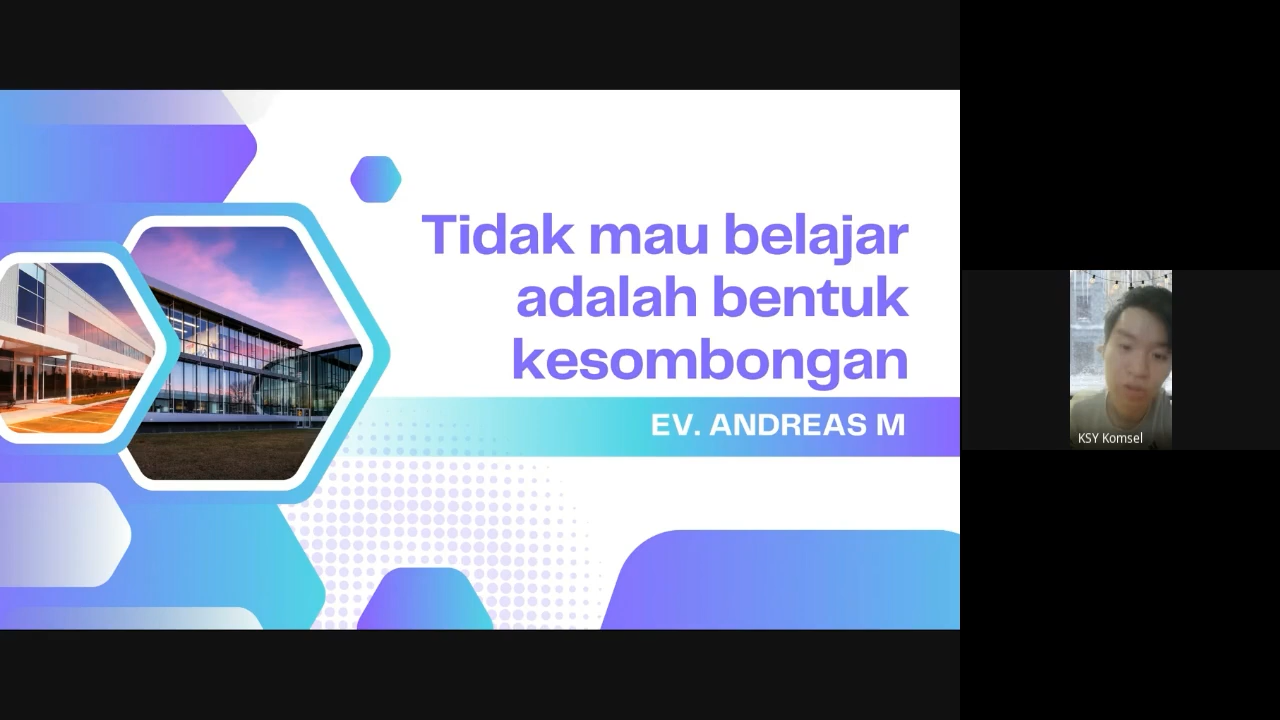 Tidak mau belajar
adalah bentuk
kesombongan
EV. ANDREAS M
KSY Komsel